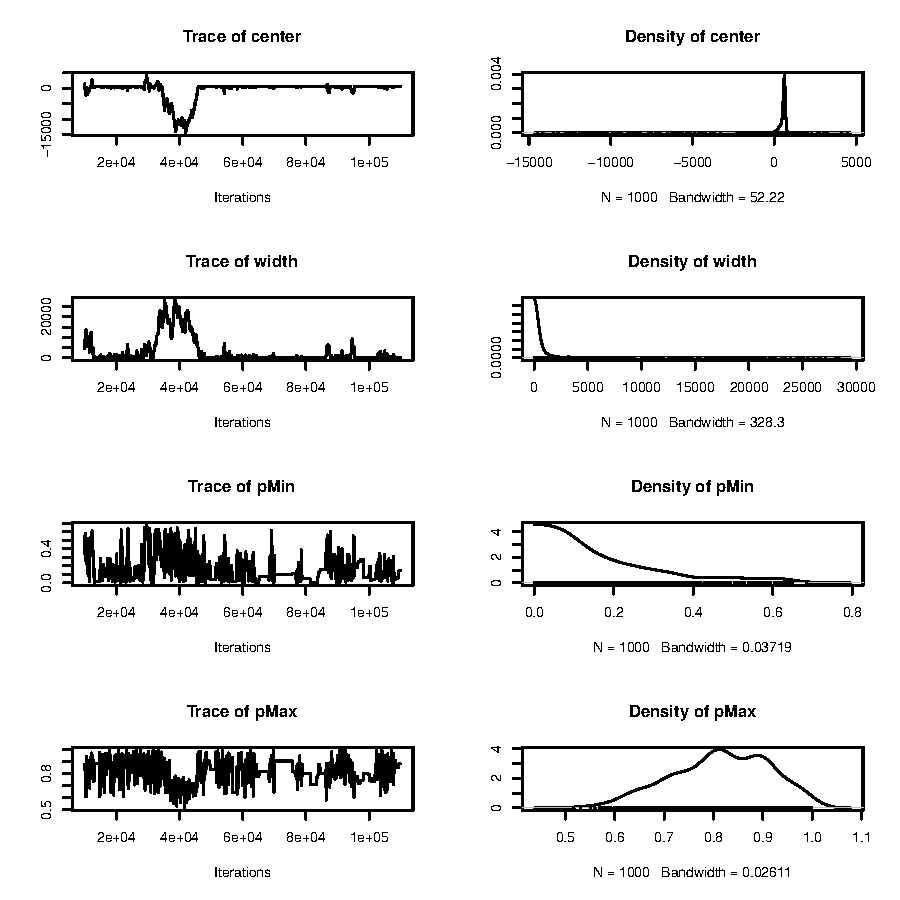 Trace of center
Density of center
0
−15000
2e+04 4e+04 6e+04 8e+04 1e+05
Iterations
0.004
0.000
−15000 −10000 −5000 0 5000
N = 1000 Bandwidth = 52.22
Trace of width
Density of width
20000
0
2e+04 4e+04 6e+04 8e+04 1e+05
Iterations
0.0000
0 5000 10000 15000 20000 25000 30000
N = 1000 Bandwidth = 328.3
Trace of pMin
Density of pMin
0.4
0.0
2e+04 4e+04 6e+04 8e+04 1e+05
Iterations
4
2
0
0.0 0.2 0.4 0.6 0.8
N = 1000 Bandwidth = 0.03719
Trace of pMax
Density of pMax
0.8
0.5
2e+04 4e+04 6e+04 8e+04 1e+05
Iterations
4
2
0
0.5 0.6 0.7 0.8 0.9 1.0 1.1
N = 1000 Bandwidth = 0.02611